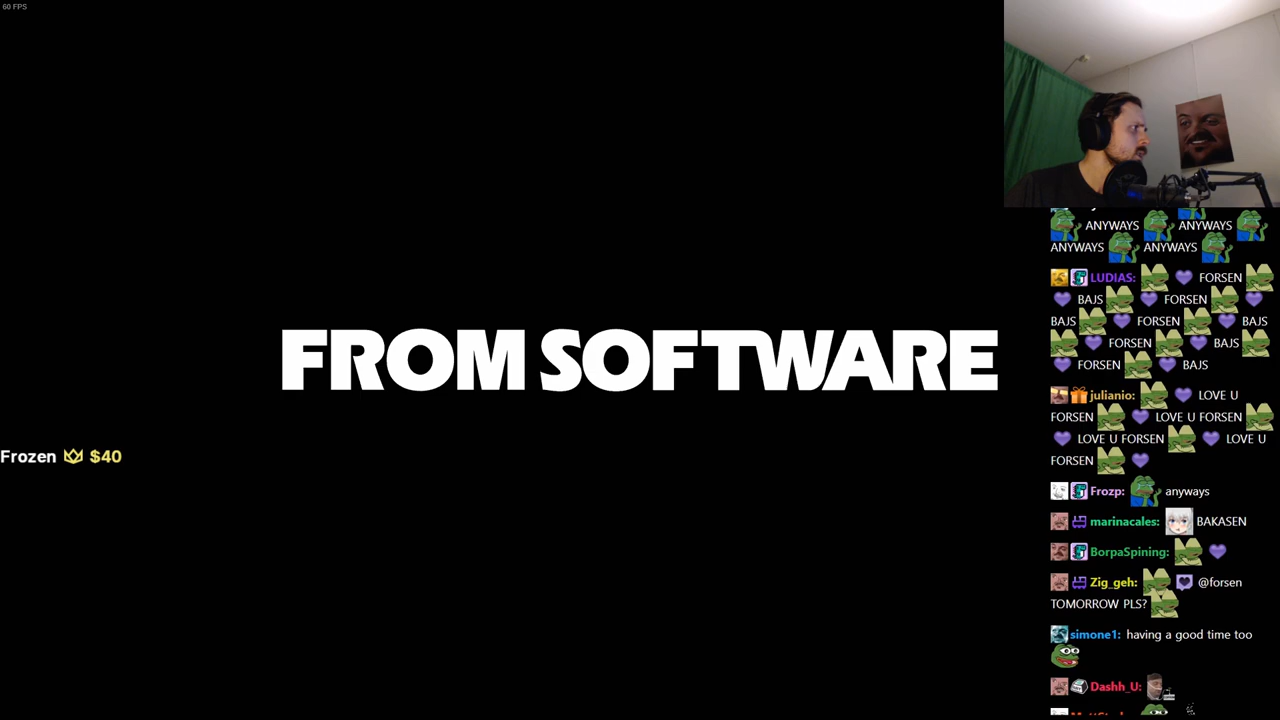 60 FPS
FROM SOFTWARE
Frozen $40
ANYWAYS ANYWAYS
ANYWAYS ANYWAYS
LUDIAS: FORSEN
BAJS FORSEN
BAJS FORSEN BAJS
FORSEN BAJS
FORSEN BAJS
julianio: LOVE U
FORSEN LOVE U FORSEN
LOVE U FORSEN LOVE U
FORSEN
Frozp: anyways
marinacales: BAKASEN
BorpaSpining:
Zig_geh: @forsen
TOMORROW PLS?
simone1: having a good time too
Dashh_U: